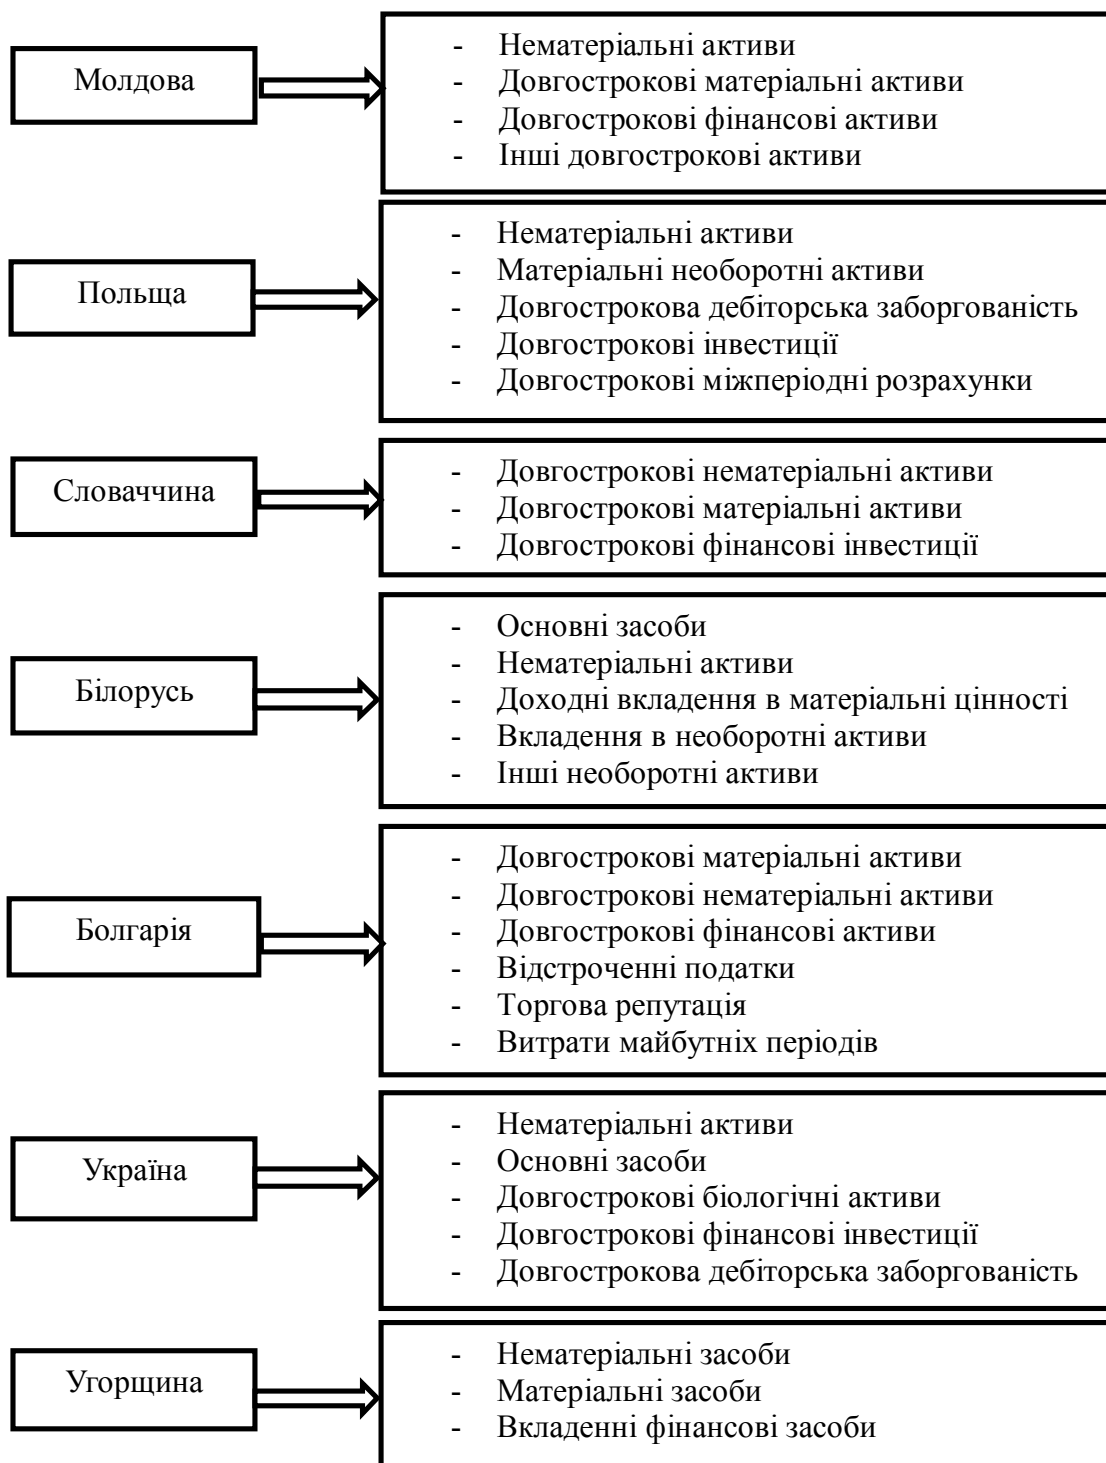 Молдова
- Нематеріальні активи
- Довгострокові матеріальні активи
- Довгострокові фінансові активи
- Інші довгострокові активи
Польща
- Нематеріальні активи
- Матеріальні необоротні активи
- Довгострокова дебіторська заборгованість
- Довгострокові інвестиції
- Довгострокові міжперіодні розрахунки
Словаччина
- Довгострокові нематеріальні активи
- Довгострокові матеріальні активи
- Довгострокові фінансові інвестиції
Білорусь
- Основні засоби
- Нематеріальні активи
- Доходні вкладення в матеріальні цінності
- Вкладення в необоротні активи
- Інші необоротні активи
Болгарія
- Довгострокові матеріальні активи
- Довгострокові нематеріальні активи
- Довгострокові фінансові активи
- Відстроченні податки
- Торгова репутація
- Витрати майбутніх періодів
Україна
- Нематеріальні активи
- Основні засоби
- Довгострокові біологічні активи
- Довгострокові фінансові інвестиції
- Довгострокова дебіторська заборгованість
Угорщина
- Нематеріальні засоби
- Матеріальні засоби
- Вкладенні фінансові засоби